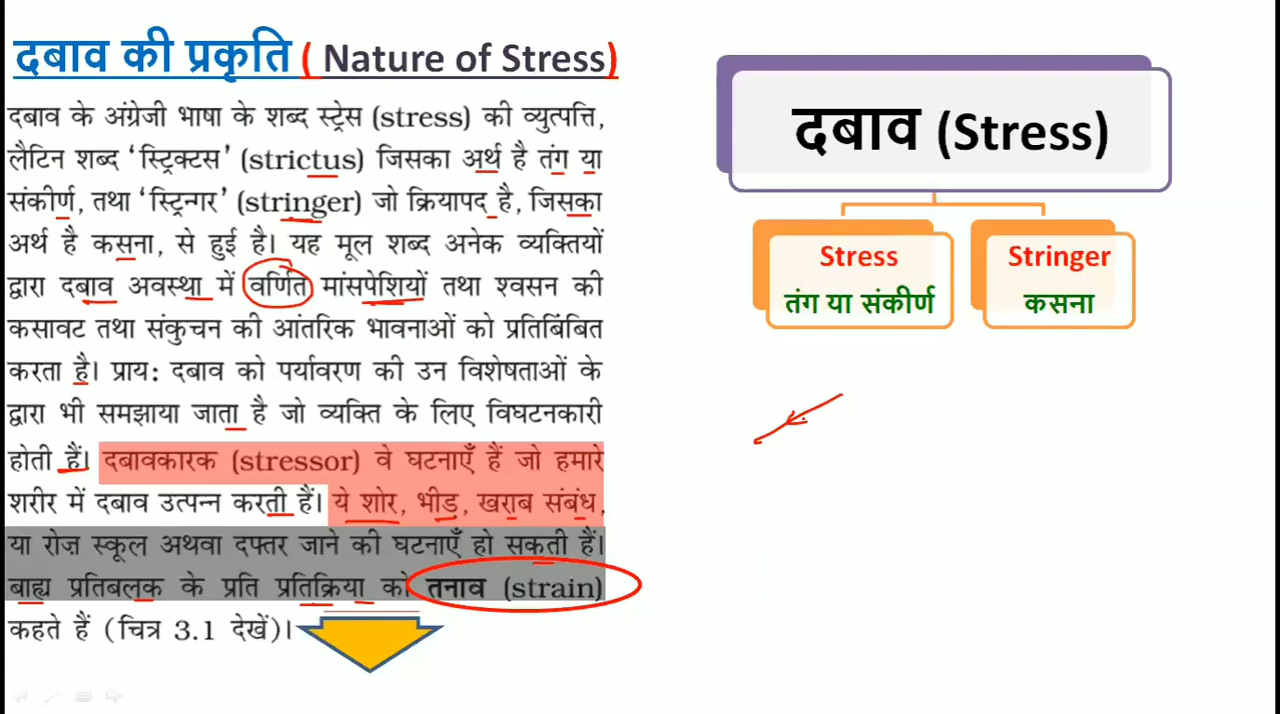 दबाव की प्रकृति ( Nature of Stress)
दबाव के अंग्रेजी भाषा के शब्द स्ट्रेस (stress) की व्युत्पत्ति,
लैटिन शब्द ‘स्ट्रिक्टस’ (strictus) जिसका अर्थ है तंग या
संकीर्ण, तथा ‘स्ट्रिन्गर’ (stringer) जो क्रियापद है, जिसका
अर्थ है कसना, से हुई है। यह मूल शब्द अनेक व्यक्तियों
द्वारा दबाव अवस्था में वर्णित मांसपेशियों तथा श्वसन की
कसावट तथा संकुचन की आंतरिक भावनाओं को प्रतिबिंबित
करता है। प्राय: दबाव को पर्यावरण की उन विशेषताओं के
द्वारा भी समझाया जाता है जो व्यक्ति के लिए विघटनकारी
होती हैं। दबावकारक (stressor) वे घटनाएँ हैं जो हमारे
शरीर में दबाव उत्पन्न करती हैं। ये शोर, भीड़, खराब संबंध,
या रोज़ स्कूल अथवा दफ्तर जाने की घटनाएँ हो सकती हैं।
बाह्य प्रतिबलक के प्रति प्रतिक्रिया को तनाव (strain)
कहते हैं (चित्र 3.1 देखें)।
दबाव (Stress)
Stress
तंग या संकीर्ण
Stringer
कसना